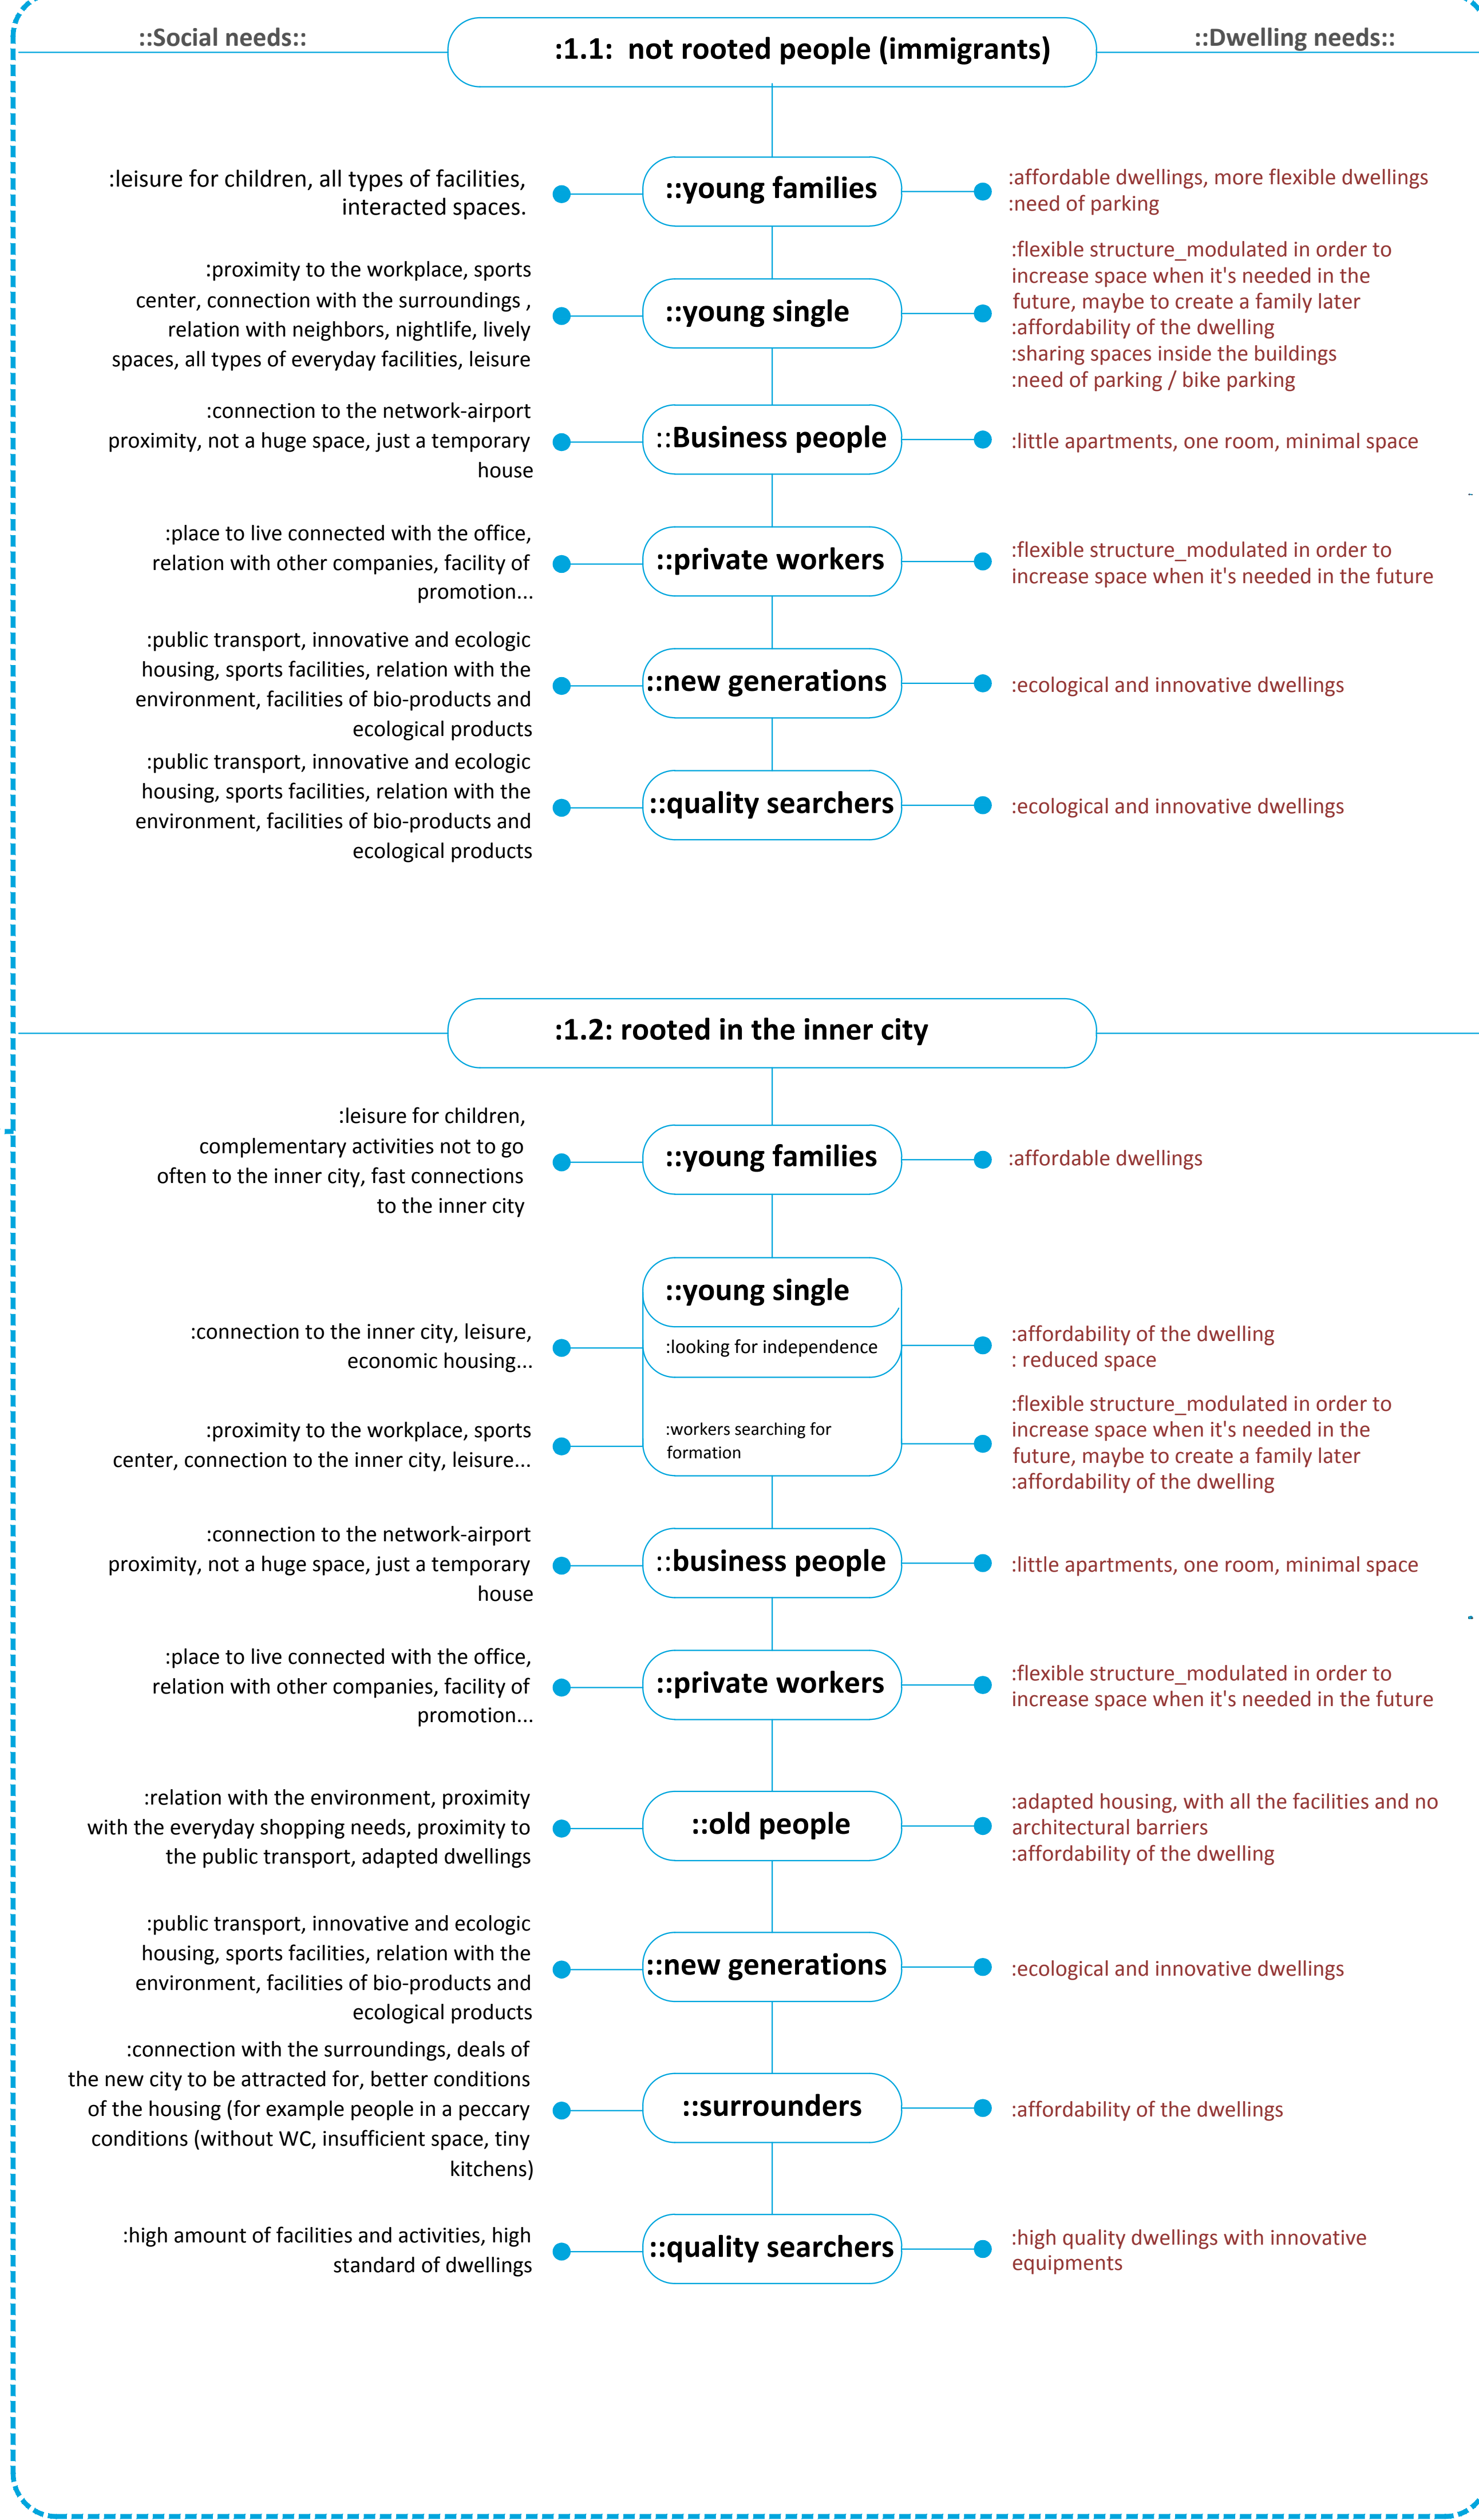 ::Social needs::
:1.1:  not rooted people (immigrants)
::Dwelling needs::
:leisure for children, all types of facilities,
interacted spaces.
::young families
:affordable dwellings, more flexible dwellings
:need of parking
:proximity to the workplace, sports
center, connection with the surroundings ,
relation with neighbors, nightlife, lively
spaces, all types of everyday facilities, leisure
::young single
:flexible structure_modulated in order to
increase space when it's needed in the
future, maybe to create a family later
:affordability of the dwelling
:sharing spaces inside the buildings
:need of parking / bike parking
:connection to the network-airport
proximity, not a huge space, just a temporary
house
::Business people
:little apartments, one room, minimal space
:place to live connected with the office,
relation with other companies, facility of
promotion...
::private workers
:flexible structure_modulated in order to
increase space when it's needed in the future
:public transport, innovative and ecologic
housing, sports facilities, relation with the
environment, facilities of bio-products and
ecological products
::new generations
:ecological and innovative dwellings
:public transport, innovative and ecologic
housing, sports facilities, relation with the
environment, facilities of bio-products and
ecological products
::quality searchers
:ecological and innovative dwellings
:1.2: rooted in the inner city
:leisure for children,
complementary activities not to go
often to the inner city, fast connections
to the inner city
::young families
:affordable dwellings
::young single
:connection to the inner city, leisure,
economic housing...
:looking for independence
:affordability of the dwelling
: reduced space
:proximity to the workplace, sports
center, connection to the inner city, leisure...
:workers searching for
formation
:flexible structure_modulated in order to
increase space when it's needed in the
future, maybe to create a family later
:affordability of the dwelling
:connection to the network-airport
proximity, not a huge space, just a temporary
house
::business people
:little apartments, one room, minimal space
:place to live connected with the office,
relation with other companies, facility of
promotion...
::private workers
:flexible structure_modulated in order to
increase space when it's needed in the future
:relation with the environment, proximity
with the everyday shopping needs, proximity to
the public transport, adapted dwellings
::old people
:adapted housing, with all the facilities and no
architectural barriers
:affordability of the dwelling
:public transport, innovative and ecologic
housing, sports facilities, relation with the
environment, facilities of bio-products and
ecological products
::new generations
:ecological and innovative dwellings
:connection with the surroundings, deals of
the new city to be attracted for, better conditions
of the housing (for example people in a peccary
conditions (without WC, insufficient space, tiny
kitchens)
::surrounders
:affordability of the dwellings
:high amount of facilities and activities, high
standard of dwellings
::quality searchers
:high quality dwellings with innovative
equipments